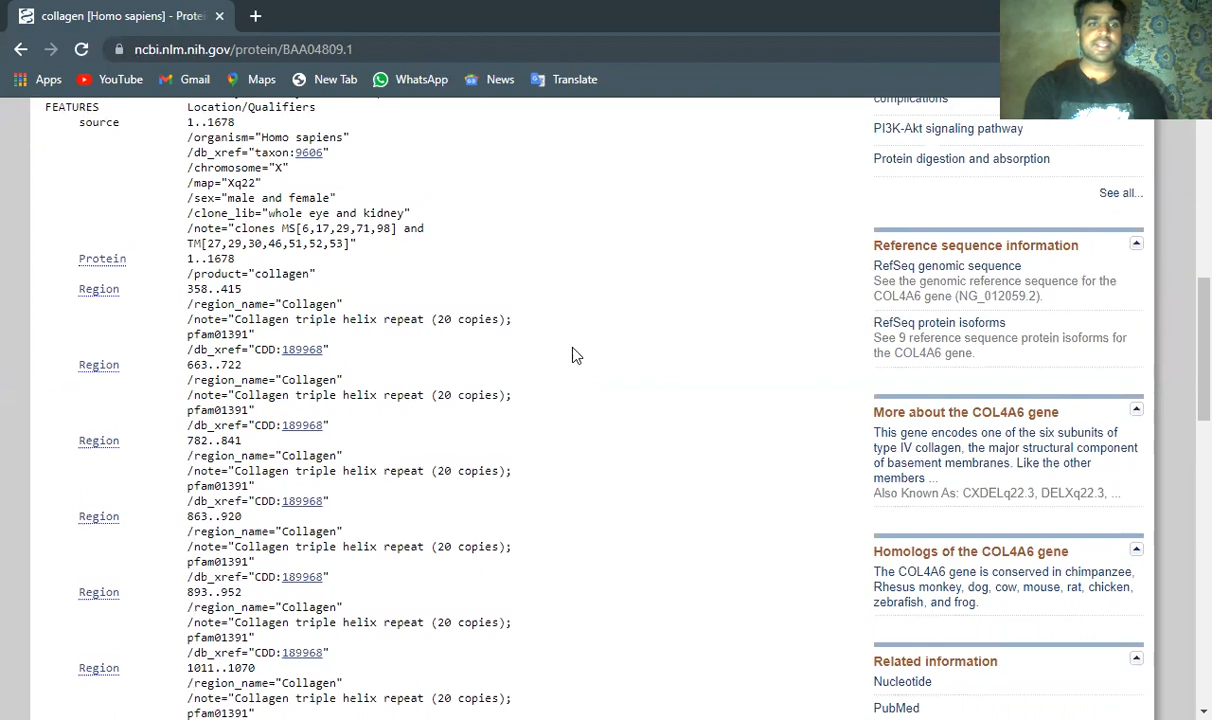 collagen [Homo sapiens] - Protei
ncbi.nlm.nih.gov/protein/BAA04809.1
Apps YouTube Gmail Maps New Tab WhatsApp News Translate
FEATURES Location/Qualifiers
source 1..1678
/organism="Homo sapiens"
/db_xref="taxon:9606"
/chromosome="X"
/map="Xq22"
/sex="male and female"
/clone_lib="whole eye and kidney"
/note="clones MS[6,17,29,71,98] and
TM[27,29,30,46,51,52,53]"
Protein 1..1678
/product="collagen"
Region 358..415
/region_name="Collagen"
/note="Collagen triple helix repeat (20 copies);
pfam01391"
/db_xref="CDD:189968"
Region 663..722
/region_name="Collagen"
/note="Collagen triple helix repeat (20 copies);
pfam01391"
/db_xref="CDD:189968"
Region 782..841
/region_name="Collagen"
/note="Collagen triple helix repeat (20 copies);
pfam01391"
/db_xref="CDD:189968"
Region 863..920
/region_name="Collagen"
/note="Collagen triple helix repeat (20 copies);
pfam01391"
/db_xref="CDD:189968"
Region 893..952
/region_name="Collagen"
/note="Collagen triple helix repeat (20 copies);
pfam01391"
/db_xref="CDD:189968"
Region 1011..1070
/region_name="Collagen"
/note="Collagen triple helix repeat (20 copies);
pfam01391"
complications
PI3K-Akt signaling pathway
Protein digestion and absorption
See all...
Reference sequence information
RefSeq genomic sequence
See the genomic reference sequence for the
COL4A6 gene (NG_012059.2).
RefSeq protein isoforms
See 9 reference sequence protein isoforms for
the COL4A6 gene.
More about the COL4A6 gene
This gene encodes one of the six subunits of
type IV collagen, the major structural component
of basement membranes. Like the other
members ...
Also Known As: CXDELq22.3, DELXq22.3, ...
Homologs of the COL4A6 gene
The COL4A6 gene is conserved in chimpanzee,
Rhesus monkey, dog, cow, mouse, rat, chicken,
zebrafish, and frog.
Related information
Nucleotide
PubMed